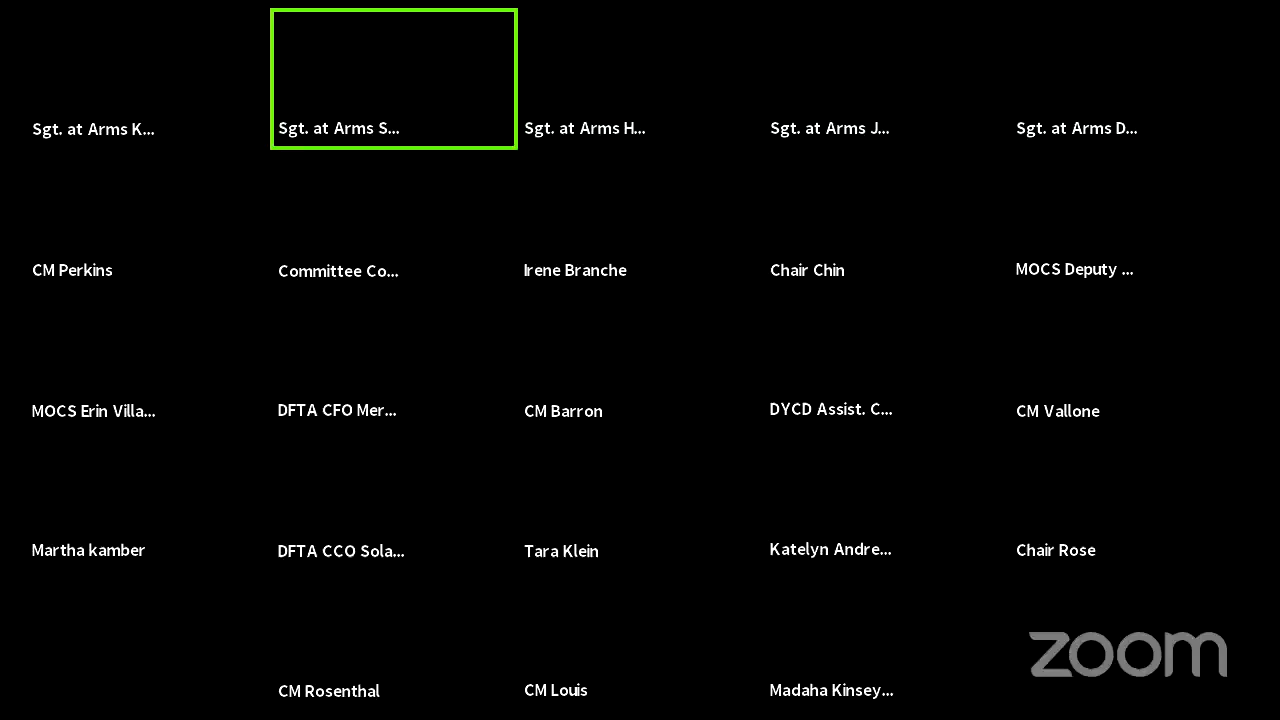 Sgt. at Arms K...
Sgt. at Arms S...
Sgt. at Arms H...
Sgt. at Arms J...
Sgt. at Arms D...
CM Perkins
Committee Co...
Irene Branche
Chair Chin
MOCS Deputy ...
MOCS Erin Villa...
DFTA CFO Mer...
CM Barron
DYCD Assist. C...
CM Vallone
Martha kamber
DFTA CCO Sola...
Tara Klein
Katelyn Andre...
Chair Rose
CM Rosenthal
CM Louis
Madaha Kinsey...
zoom